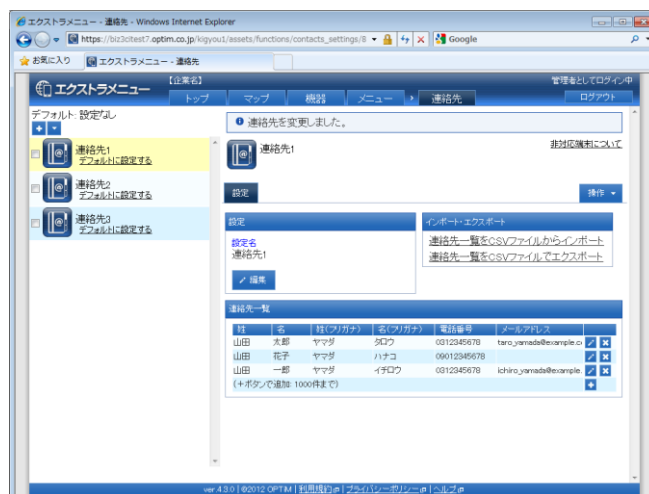 エクストラメニュー - 連絡先 - Windows Internet Explorer
https://biz3citest7.optim.co.jp/kigyou1/assets/functions/contacts_settings/8
Google
お気に入り
エクストラメニュー - 連絡先
エクストラメニュー
【企業名】
管理者としてログイン中
トップ
マップ
機器
メニュー
連絡先
ログアウト
デフォルト: 設定なし
連絡先1
デフォルトに設定する
連絡先2
デフォルトに設定する
連絡先3
デフォルトに設定する
連絡先を変更しました。
連絡先1
非対応端末について
設定
操作
設定
設定名
連絡先1
編集
インポート・エクスポート
連絡先一覧をCSVファイルからインポート
連絡先一覧をCSVファイルでエクスポート
連絡先一覧
姓 名 姓(フリガナ) 名(フリガナ) 電話番号 メールアドレス
山田 太郎 ヤマダ タロウ 0312345678 taro_yamada@example.c
山田 花子 ヤマダ ハナコ 09012345678
山田 一郎 ヤマダ イチロウ 0312345678 ichiro_yamada@example.
(+ボタンで追加: 1000件まで)
ver.4.3.0 | ©2012 OPTiM | 利用規約 | プライバシーポリシー | ヘルプ